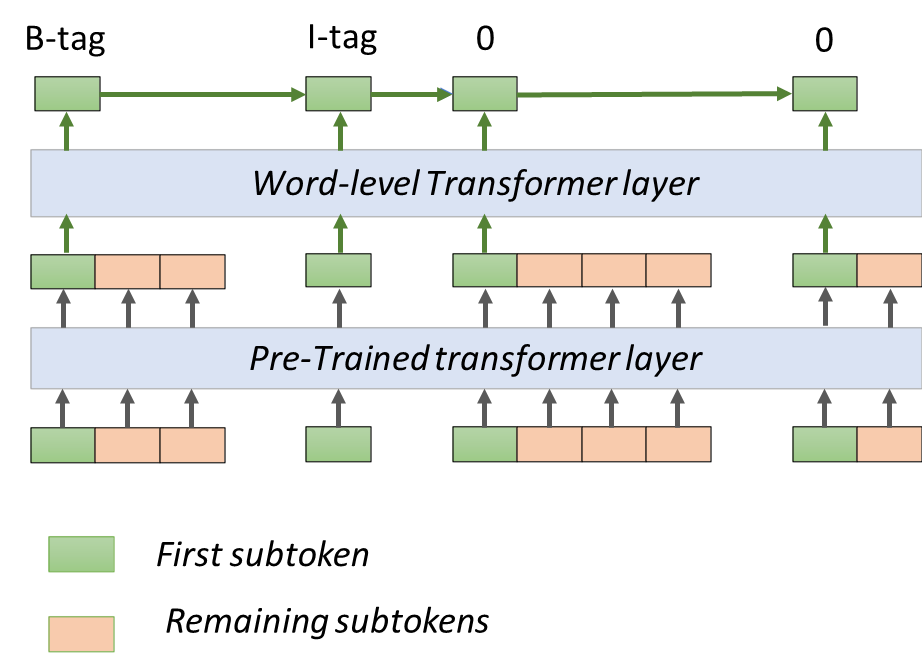 B-tag I-tag 0 0
Word-level Transformer layer
Pre-Trained transformer layer
First subtoken
Remaining subtokens